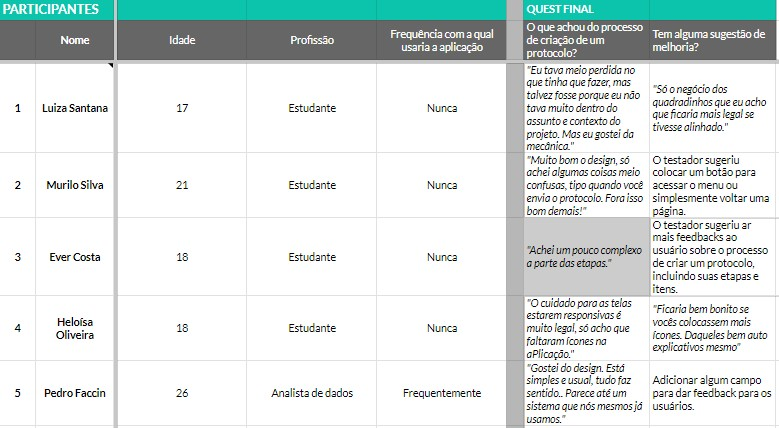 PARTICIPANTES
QUEST FINAL
Nome
Idade
Profissão
Frequência com a qual
usaria a aplicação
O que achou do processo
de criação de um
protocolo?
Tem alguma sugestão de
melhoria?
1
Luiza Santana
17
Estudante
Nunca
"Eu tava meio perdida no
que tinha que fazer, mas
talvez fosse porque eu não
tava muito dentro do
assunto e contexto do
projeto. Mas eu gostei da
mecânica."
"Só o negócio dos
quadradinhos que eu acho
que ficaria mais legal se
tivesse alinhado."
2
Murilo Silva
21
Estudante
Nunca
"Muito bom o design, só
achei algumas coisas meio
confusas, tipo quando você
envia o protocolo. Fora isso
bom demais!"
O testador sugeriu
colocar um botão para
acessar o menu ou
simplesmente voltar uma
página.
3
Ever Costa
18
Estudante
Nunca
"Achei um pouco complexo
a parte das etapas."
O testador sugeriu ar
mais feedbacks ao
usuário sobre o processo
de criar um protocolo,
incluindo suas etapas e
itens.
4
Heloísa
Oliveira
18
Estudante
Nunca
"O cuidado para as telas
estarem responsivas é
muito legal, só acho que
faltaram ícones na
aPlicação."
"Ficaria bem bonito se
vocês colocassem mais
ícones. Daqueles bem auto
explicativos mesmo"
5
Pedro Faccin
26
Analista de dados
Frequentemente
"Gostei do design. Está
simples e usual, tudo faz
sentido.. Parece até um
sistema que nós mesmos já
usamos."
Adicionar algum campo
para dar feedback para os
usuários.